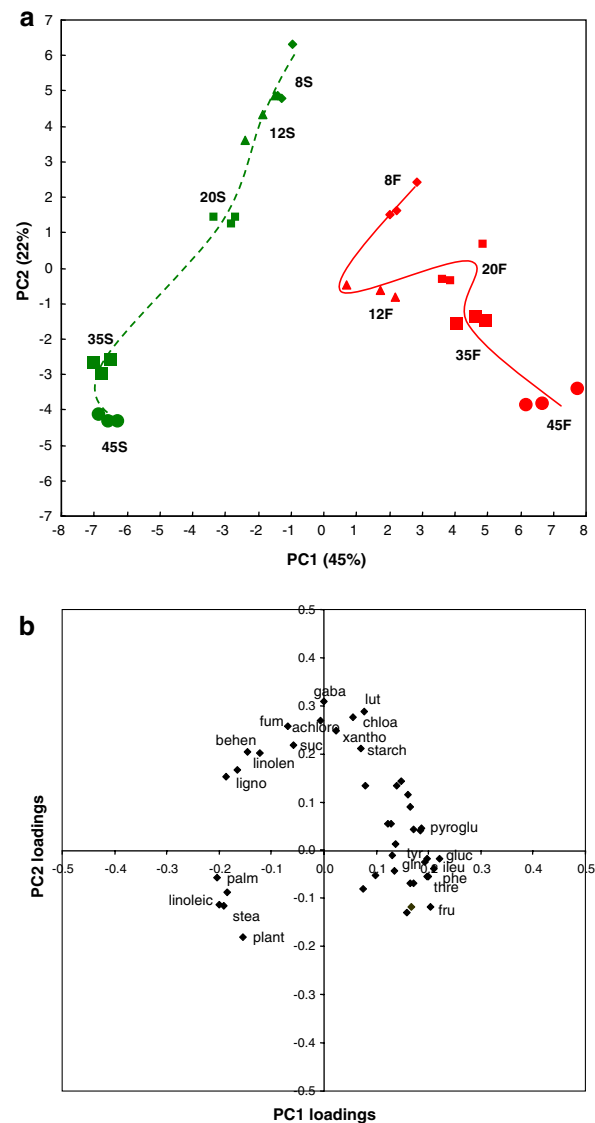 a
7
6
5
4
3
2
1
0
-1
-2
-3
-4
-5
-6
-7
PC2 (22%)
8S
12S
20S
35S
45S
8F
12F
20F
35F
45F
-8 -7 -6 -5 -4 -3 -2 -1 0 1 2 3 4 5 6 7 8
PC1 (45%)
b
0.5
0.4
0.3
0.2
0.1
0.0
-0.1
-0.2
-0.3
-0.4
-0.5
PC2 loadings
-0.5 -0.4 -0.3 -0.2 -0.1 0.0 0.1 0.2 0.3 0.4 0.5
gaba
lut
fum
achloro
chloa
xantho
behen
suc
starch
linolen
ligno
pyroglu
tyr
gluc
gln
ileu
palm
phe
linoleic
thre
stea
fru
plant
PC1 loadings